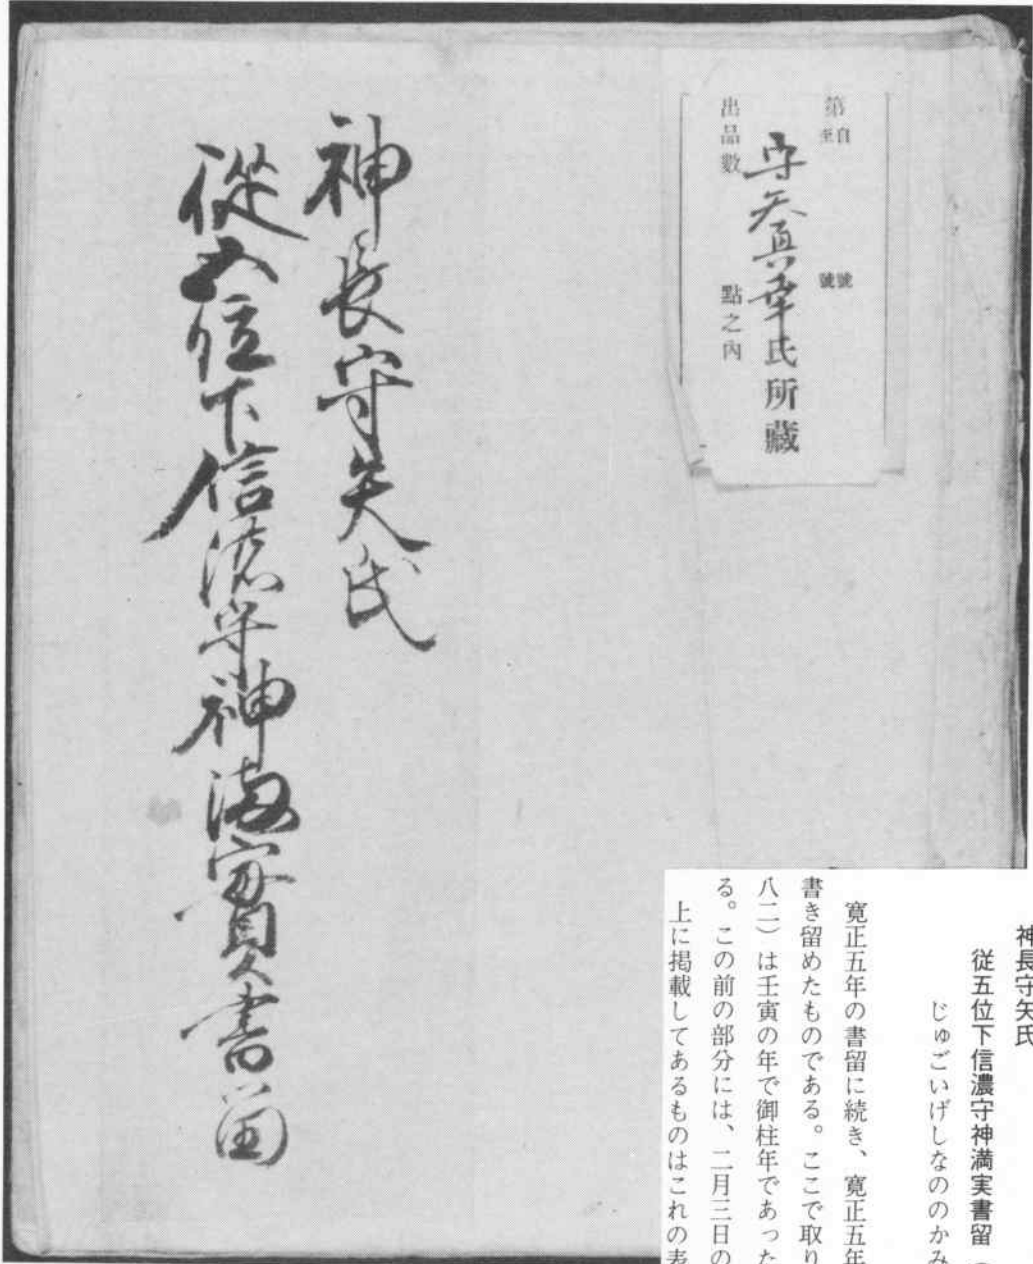 第
自至
號號
守矢真幸氏所藏
出品數
點之內
神長守矢氏
從五位下信濃守神満實書留
神長守矢氏
従五位下信濃守神満実書留
じゅごいげしなののかみ
寛正五年の書留に続き、寛正五年
書き留めたものである。ここで取り
八二）は壬寅の年で御柱年であった
る。この前の部分には、二月三日の
上に掲載してあるものはこれの表